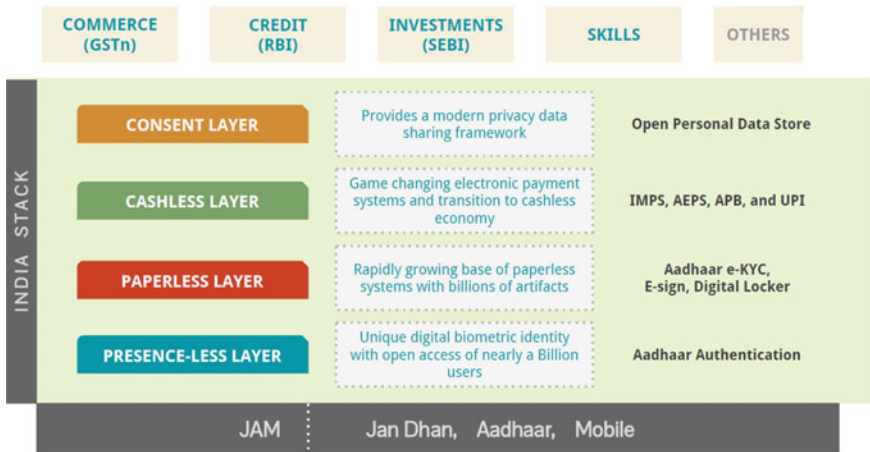 COMMERCE
(GSTn)
CREDIT
(RBI)
INVESTMENTS
(SEBI)
SKILLS
OTHERS
INDIA STACK
CONSENT LAYER
Provides a modern privacy data
sharing framework
Open Personal Data Store
CASHLESS LAYER
Game changing electronic payment
systems and transition to cashless
economy
IMPS, AEPS, APB, and UPI
PAPERLESS LAYER
Rapidly growing base of paperless
systems with billions of artifacts
Aadhaar e-KYC,
E-sign, Digital Locker
PRESENCE-LESS LAYER
Unique digital biometric identity
with open access of nearly a Billion
users
Aadhaar Authentication
JAM
Jan Dhan, Aadhaar, Mobile